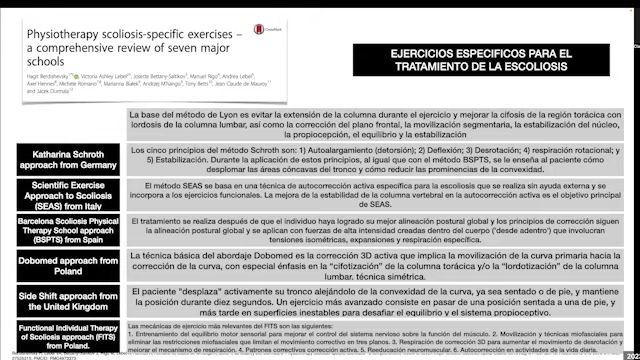 Physiotherapy scoliosis-specific exercises –
a comprehensive review of seven major
schools
Hagit Berdishevsky, Victoria Ashley Lebel, Josette Bettany-Saltikov, Manuel Rigo, Andrea Lebel,
Axel Hennes, Michele Romano, Marianna Białek, Andrzej M'hango, Tony Betts, Jean Claude de Mauroy
and Jacek Durmala
EJERCICIOS ESPECIFICOS PARA EL
TRATAMIENTO DE LA ESCOLIOSIS
La base del método de Lyon es evitar la extensión de la columna durante el ejercicio y mejorar la cifosis de la región torácica con
lordosis de la columna lumbar, así como la corrección del plano frontal, la movilización segmentaria, la estabilización del núcleo,
la propiocepción, el equilibrio y la estabilización
Katharina Schroth
approach from Germany
Los cinco principios del método Schroth son: 1) Autoalargamiento (detorsión); 2) Deflexión; 3) Desrotación; 4) respiración rotacional; y
5) Estabilización. Durante la aplicación de estos principios, al igual que con el método BSPTS, se le enseña al paciente cómo
desplomar las áreas cóncavas del tronco y cómo reducir las prominencias de la convexidad.
Scientific Exercise
Approach to Scoliosis
(SEAS) from Italy
El método SEAS se basa en una técnica de autocorrección activa específica para la escoliosis que se realiza sin ayuda externa y se
incorpora a los ejercicios funcionales. La mejora de la estabilidad de la columna vertebral en la autocorrección activa es el objetivo principal
de SEAS.
Barcelona Scoliosis Physical
Therapy School approach
(BSPTS) from Spain
El tratamiento se realiza después de que el individuo haya logrado su mejor alineación postural global y los principios de corrección siguen
la alineación postural global y se aplican con fuerzas de alta intensidad creadas dentro del cuerpo ('desde adentro') que involucran
tensiones isométricas, expansiones y respiración específica.
Dobomed approach from
Poland
La técnica básica del abordaje Dobomed es la corrección 3D activa que implica la movilización de la curva primaria hacia la
corrección de la curva, con especial énfasis en la "cifotización" de la columna torácica y/o la "lordotización" de la columna
lumbar. técnica simétrica.
Side Shift approach from
the United Kingdom
El paciente "desplaza" activamente su tronco alejándolo de la convexidad de la curva, ya sea sentado o de pie, y mantiene
la posición durante diez segundos. Un ejercicio más avanzado consiste en pasar de una posición sentada a una de pie, y
más tarde en superficies inestables para desafiar el equilibrio y el sistema propioceptivo.
Functional Individual Therapy
of Scoliosis approach (FITS)
from Poland.
Las mecánicas de ejercicio más relevantes del FITS son las siguientes:
1. Entrenamiento del equilibrio motor sensorial para mejorar el control del sistema nervioso sobre la función del músculo. 2. Movilización y técnicas miofasciales para
eliminar las restricciones miofasciales que limitan el movimiento correctivo en tres planos. 3. Respiración de corrección 3D para aumentar el movimiento de desrotación y
mejorar el mecanismo de respiración. 4. Patrones correctivos corrección activa. 5. Reeducación neuromuscular. 6. Autocorrección en actividades de la vida diaria.